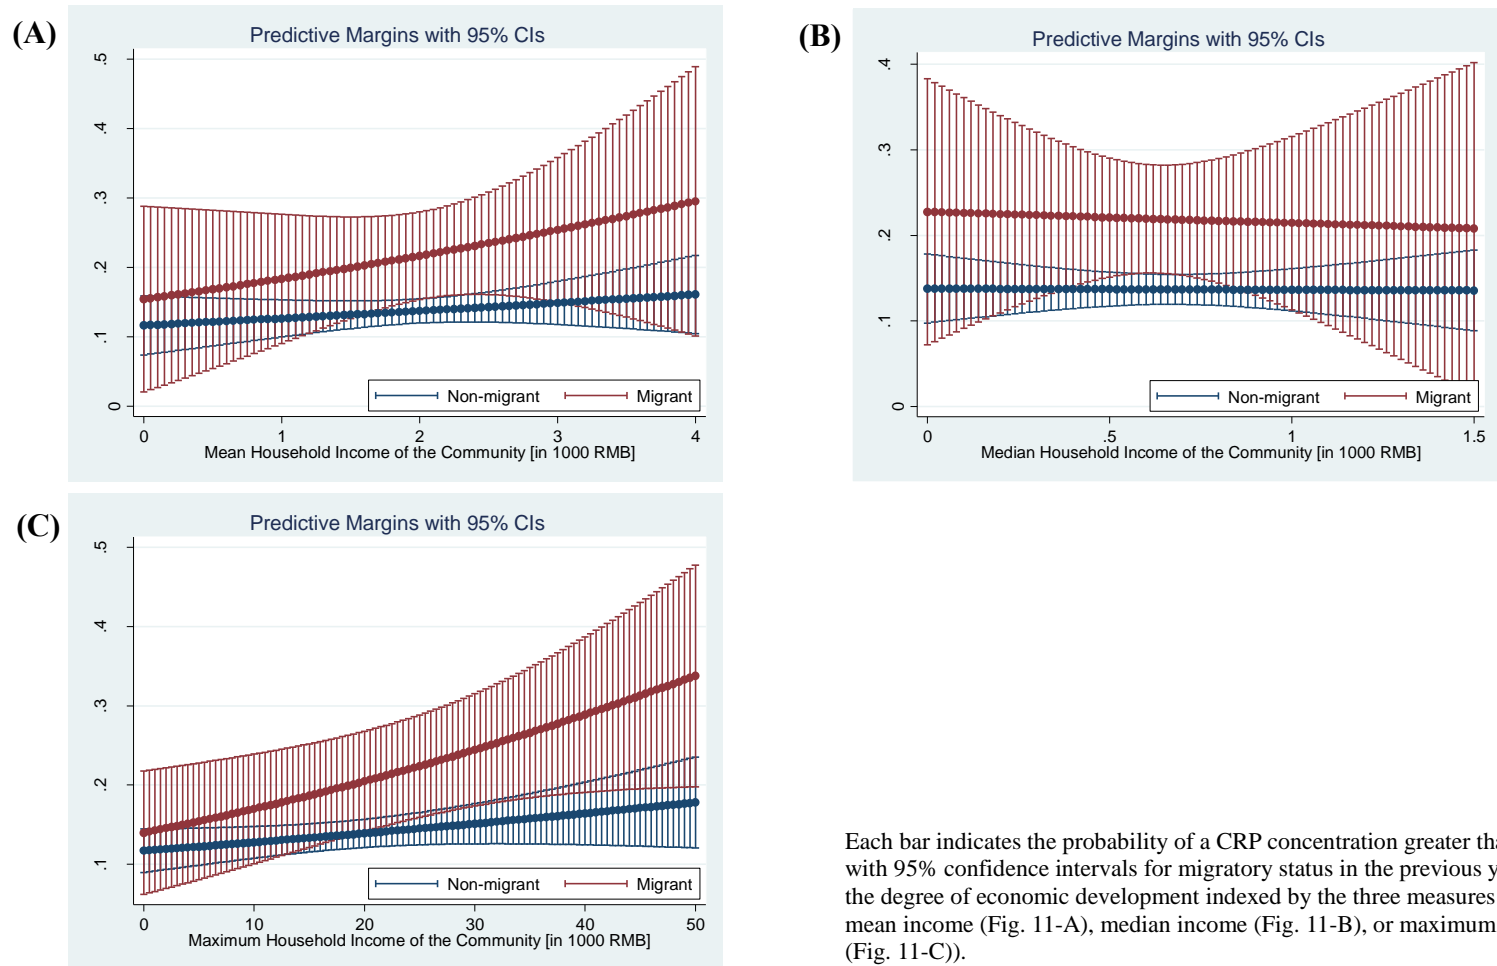 (A)
Predictive Margins with 95% CIs
.5
.4
.3
.2
.1
0
0 1 2 3 4
Mean Household Income of the Community [in 1000 RMB]
Non-migrant Migrant
(B)
Predictive Margins with 95% CIs
.4
.3
.2
.1
0
0 .5 1 1.5
Median Household Income of the Community [in 1000 RMB]
Non-migrant Migrant
(C)
Predictive Margins with 95% CIs
.5
.4
.3
.2
.1
0 10 20 30 40 50
Maximum Household Income of the Community [in 1000 RMB]
Non-migrant Migrant
Each bar indicates the probability of a CRP concentration greater
with 95% confidence intervals for migratory status in the previous
the degree of economic development indexed by the three measures
mean income (Fig. 11-A), median income (Fig. 11-B), or maximum
(Fig. 11-C)).